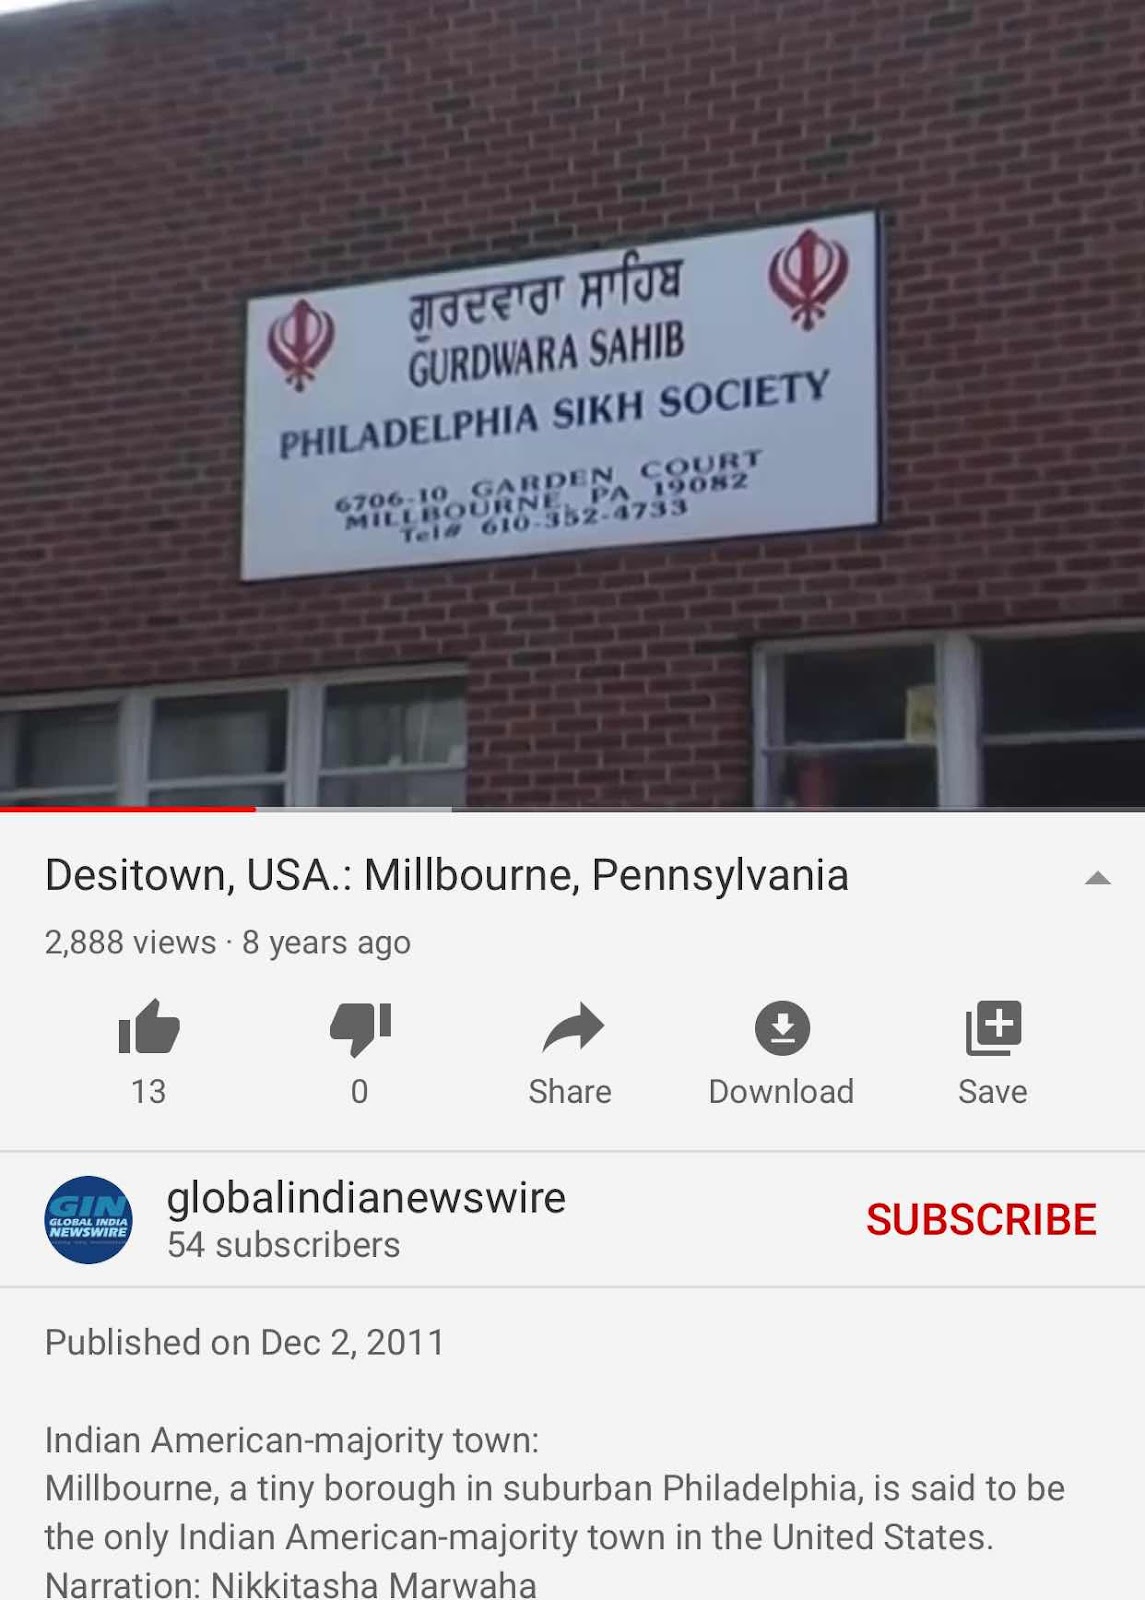 ਗੁਰਦਵਾਰਾ ਸਾਹਿਬ
GURDWARA SAHIB
PHILADELPHIA SIKH SOCIETY
6706-10 GARDEN COURT
MILLBOURNE, PA 19082
Tel# 610-352-4733
Desitown, USA.: Millbourne, Pennsylvania
2,888 views · 8 years ago
13
0
Share
Download
Save
GIN
GLOBAL INDIA
NEWSWIRE
globalindianewswire
54 subscribers
SUBSCRIBE
Published on Dec 2, 2011
Indian American-majority town:
Millbourne, a tiny borough in suburban Philadelphia, is said to be
the only Indian American-majority town in the United States.
Narration: Nikkitasha Marwaha